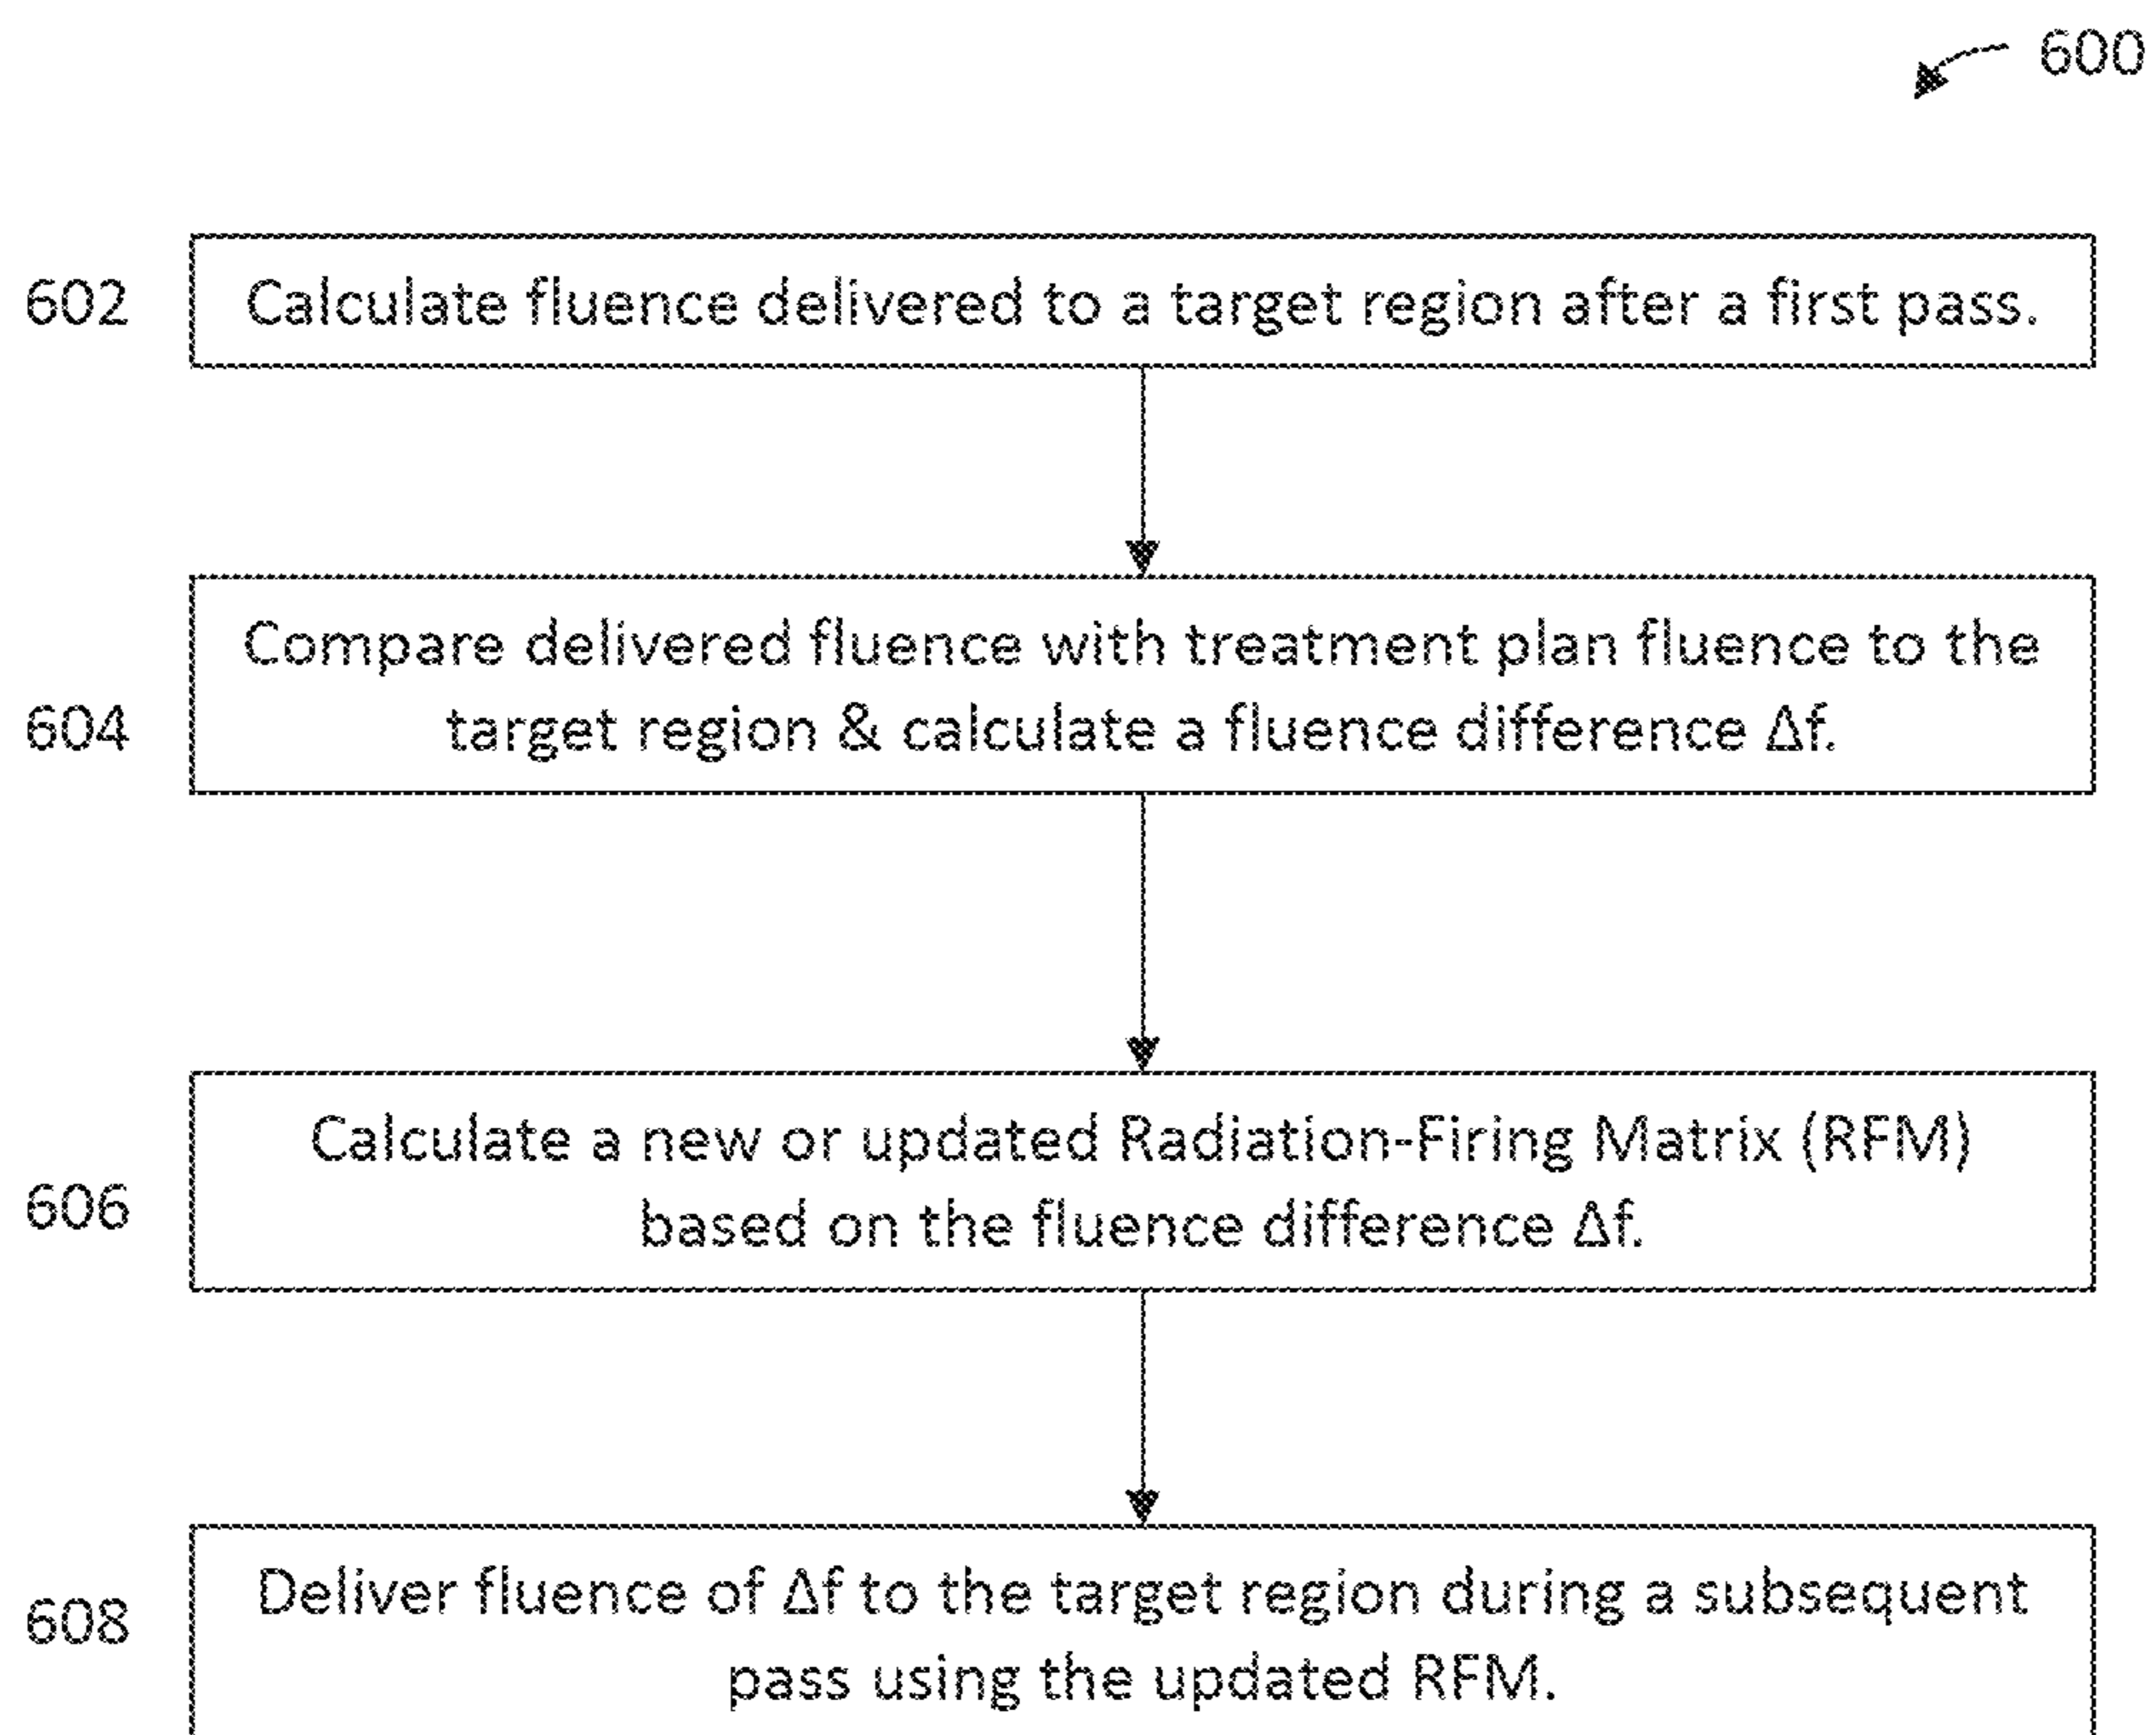 600
602
Calculate fluence delivered to a target region after a first pass.
604
Compare delivered fluence with treatment plan fluence to the
target region & calculate a fluence difference Δf.
606
Calculate a new or updated Radiation-Firing Matrix (RFM)
based on the fluence difference Δf.
608
Deliver fluence of Δf to the target region during a subsequent
pass using the updated RFM.